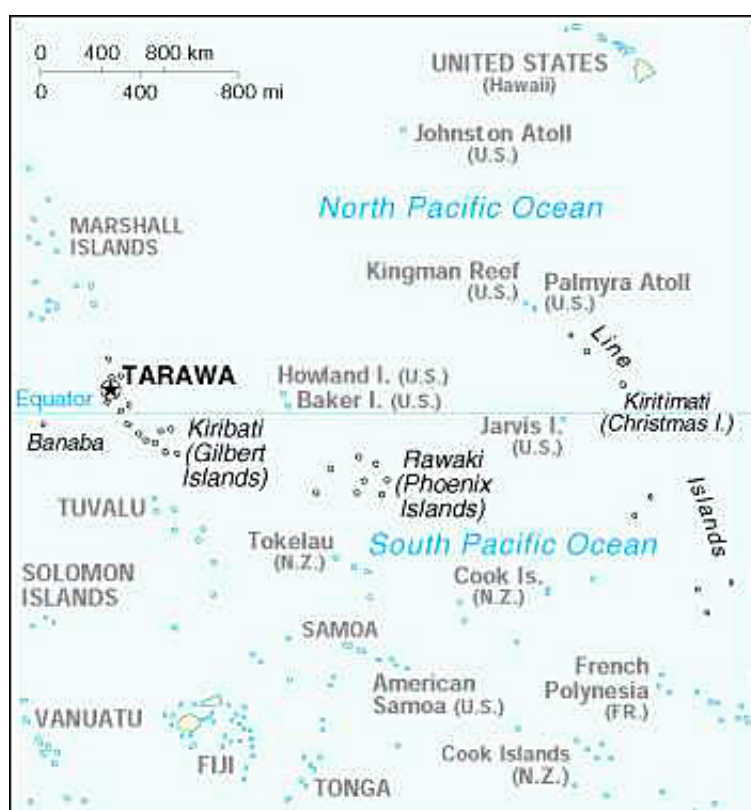 0 400 800 km
0 400 800 mi
UNITED STATES
(Hawaii)
Johnston Atoll
(U.S.)
North Pacific Ocean
MARSHALL
ISLANDS
Kingman Reef
(U.S.)
Palmyra Atoll
(U.S.)
Line
TARAWA
Howland I. (U.S.)
Equator
Baker I. (U.S.)
Kiritimati
(Christmas I.)
Banaba
Kiribati
(Gilbert
Islands)
Jarvis I.
(U.S.)
Rawaki
(Phoenix
Islands)
Islands
TUVALU
Tokelau
(N.Z.)
South Pacific Ocean
SOLOMON
ISLANDS
Cook Is.
(N.Z.)
SAMOA
American
Samoa (U.S.)
French
Polynesia
(FR.)
VANUATU
FIJI
TONGA
Cook Islands
(N.Z.)